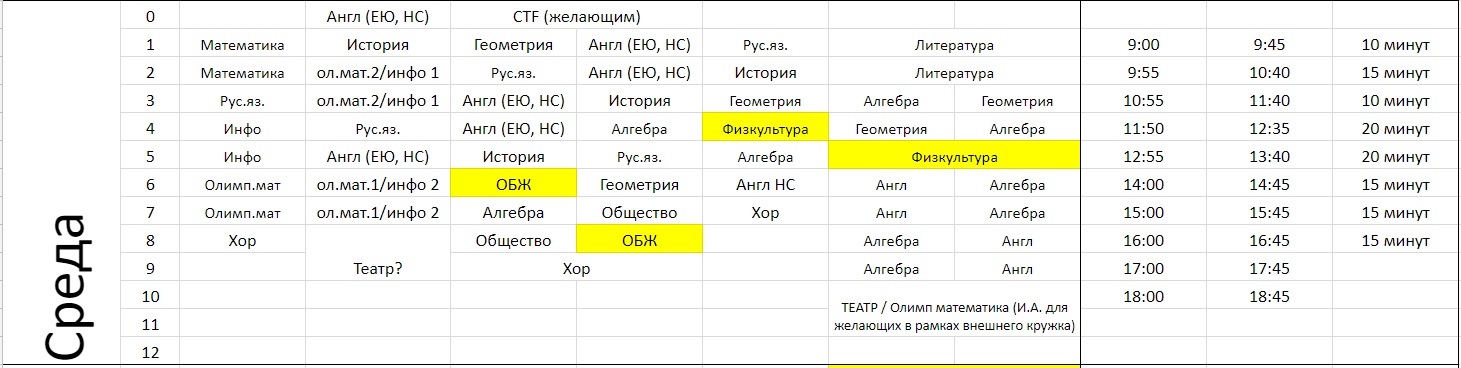 Среда
0 Англ (ЕЮ, НС) CTF (желающим)
1 Математика История Геометрия Англ (ЕЮ, НС) Рус.яз. Литература 9:00 9:45 10 минут
2 Математика ол.мат.2/инфо 1 Рус.яз. Англ (ЕЮ, НС) История Литература 9:55 10:40 15 минут
3 Рус.яз. ол.мат.2/инфо 1 Англ (ЕЮ, НС) История Геометрия Алгебра Геометрия 10:55 11:40 10 минут
4 Инфо Рус.яз. Англ (ЕЮ, НС) Алгебра Физкультура Геометрия Алгебра 11:50 12:35 20 минут
5 Инфо Англ (ЕЮ, НС) История Рус.яз. Алгебра Физкультура 12:55 13:40 20 минут
6 Олимп.мат ол.мат.1/инфо 2 ОБЖ Геометрия Англ НС Англ Алгебра 14:00 14:45 15 минут
7 Олимп.мат ол.мат.1/инфо 2 Алгебра Общество Хор Англ Алгебра 15:00 15:45 15 минут
8 Хор Общество ОБЖ Алгебра Англ 16:00 16:45 15 минут
9 Театр? Хор Алгебра Англ 17:00 17:45
10 18:00 18:45
ТЕАТР / Олимп математика (И.А. для
11 желающих в рамках внешнего кружка)
12